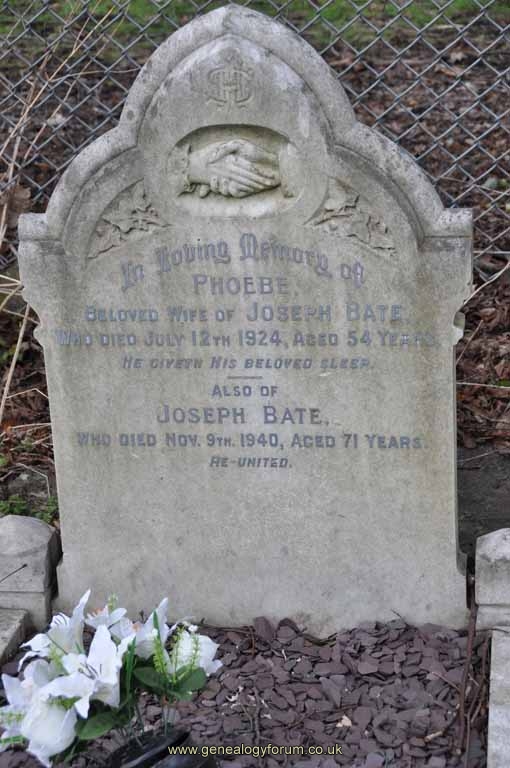 IHS
In Loving Memory of
PHOEBE
BELOVED WIFE OF JOSEPH BATE
WHO DIED JULY 12TH 1924, AGED 54 YEARS.
HE GIVETH HIS BELOVED SLEEP.
ALSO OF
JOSEPH BATE,
WHO DIED NOV. 9TH. 1940, AGED 71 YEARS.
RE-UNITED.
www.genealogyforum.co.uk